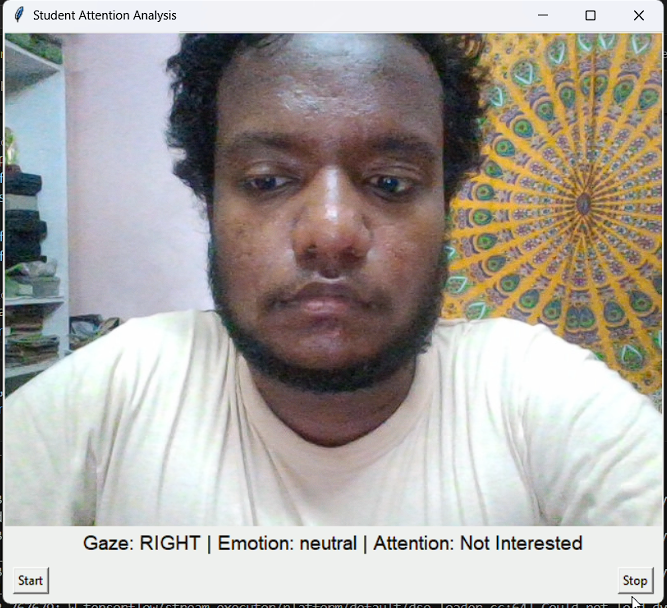 Student Attention Analysis
Gaze: RIGHT | Emotion: neutral | Attention: Not Interested
Start
Stop